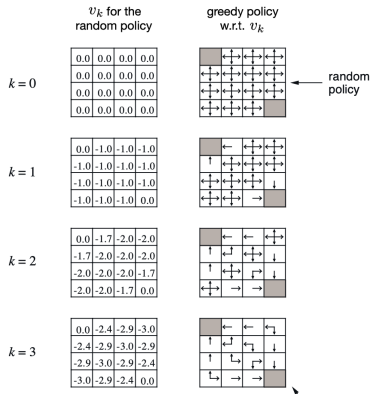 v_k for the random policy
greedy policy w.r.t. v_k
k = 0
0.0 0.0 0.0 0.0
0.0 0.0 0.0 0.0
0.0 0.0 0.0 0.0
0.0 0.0 0.0 0.0
random policy
k = 1
0.0 -1.0 -1.0 -1.0
-1.0 -1.0 -1.0 -1.0
-1.0 -1.0 -1.0 -1.0
-1.0 -1.0 -1.0 0.0
k = 2
0.0 -1.7 -2.0 -2.0
-1.7 -2.0 -2.0 -2.0
-2.0 -2.0 -2.0 -1.7
-2.0 -2.0 -1.7 0.0
k = 3
0.0 -2.4 -2.9 -3.0
-2.4 -2.9 -3.0 -2.9
-2.9 -3.0 -2.9 -2.4
-3.0 -2.9 -2.4 0.0